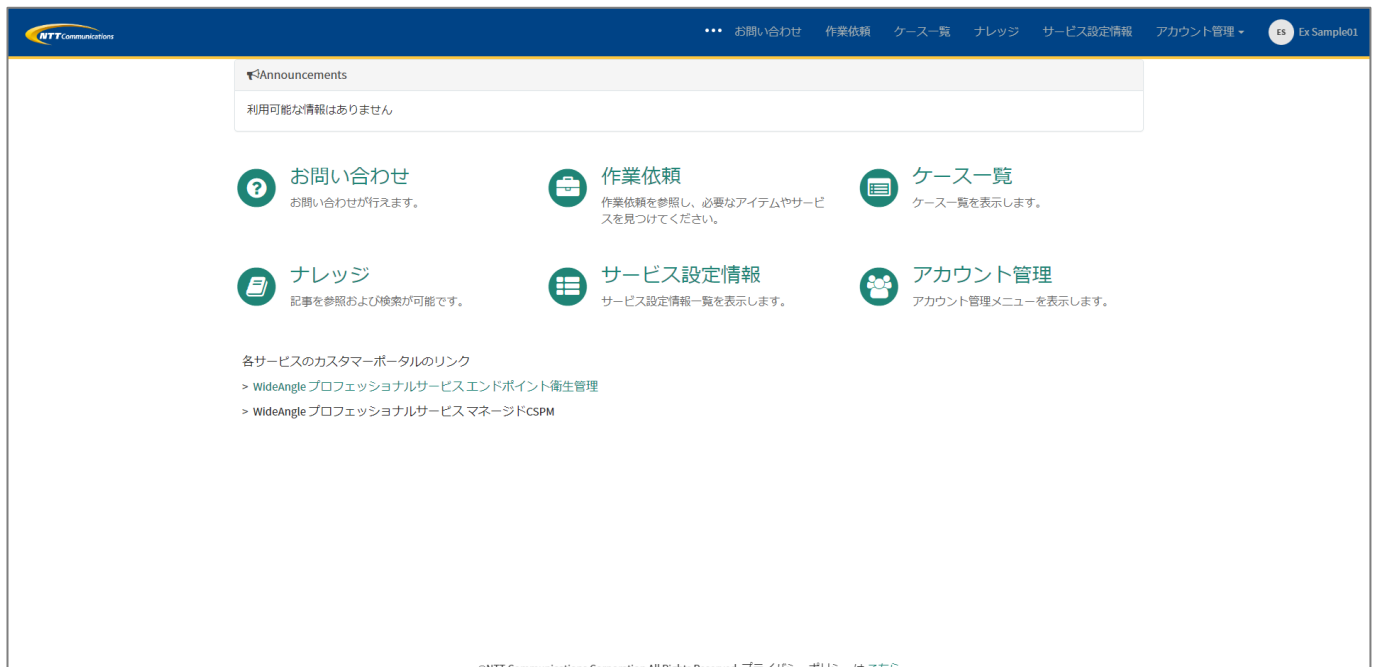 NTT Communications
••• お問い合わせ 作業依頼 ケース一覧 ナレッジ サービス設定情報 アカウント管理 ES Ex Sample01
Announcements
利用可能な情報はありません
お問い合わせ
お問い合わせが行えます。
作業依頼
作業依頼を参照し、必要なアイテムやサービ
スを見つけてください。
ケース一覧
ケース一覧を表示します。
ナレッジ
記事を参照および検索が可能です。
サービス設定情報
サービス設定情報一覧を表示します。
アカウント管理
アカウント管理メニューを表示します。
各サービスのカスタマーポータルのリンク
> WideAngle プロフェッショナルサービス エンドポイント衛生管理
> WideAngle プロフェッショナルサービス マネージドCSPM